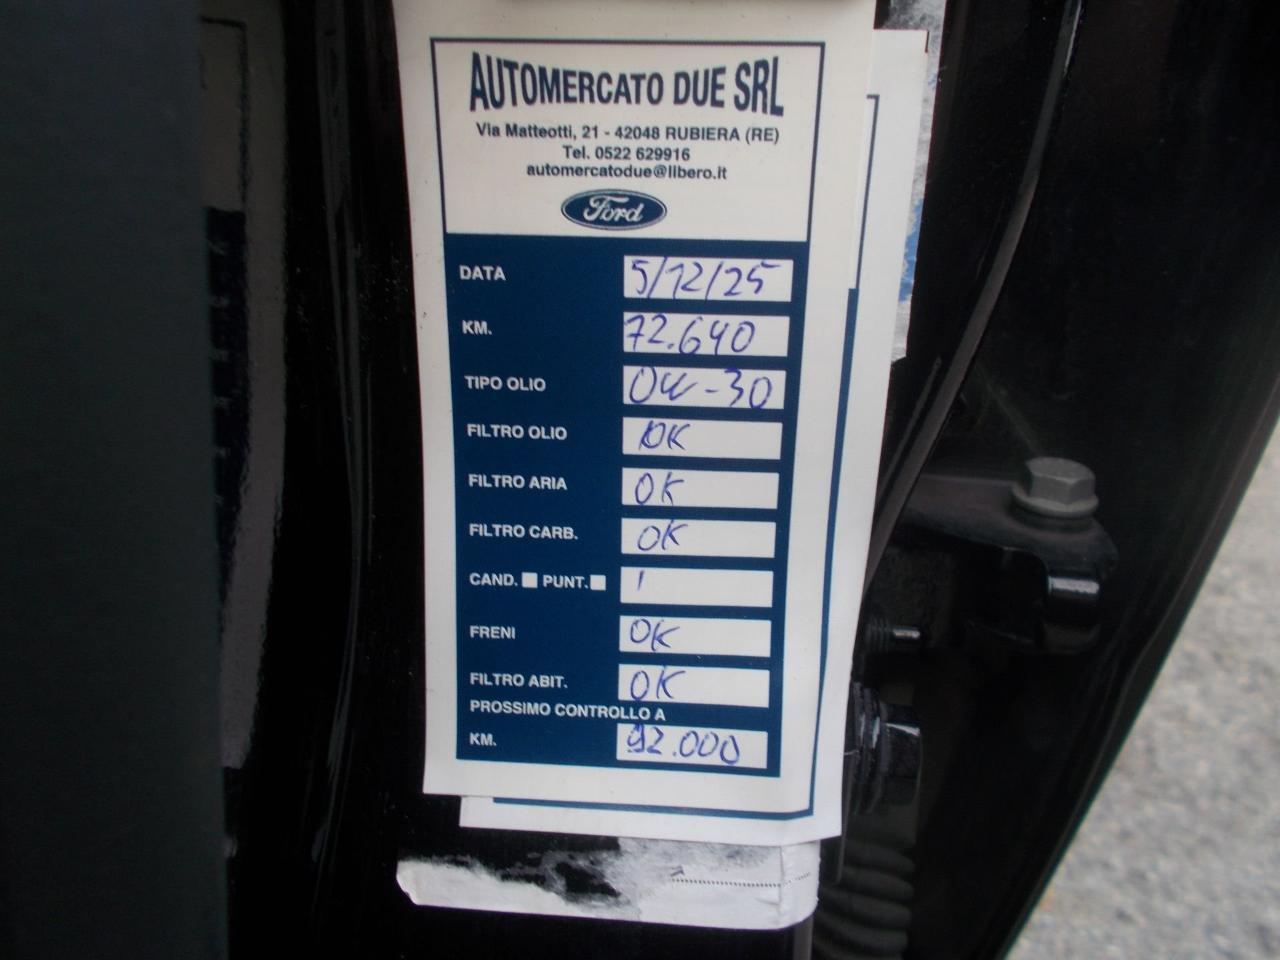 AUTOMERCATO DUE SRL
Via Matteotti, 21 - 42048 RUBIERA (RE)
Tel. 0522 629916
automercatodue@libero.it
Ford
DATA 5/12/25
KM. 72.640
TIPO OLIO 0W-30
FILTRO OLIO OK
FILTRO ARIA OK
FILTRO CARB. OK
CAND. PUNT. /
FRENI OK
FILTRO ABIT. OK
PROSSIMO CONTROLLO A
KM. 92.000